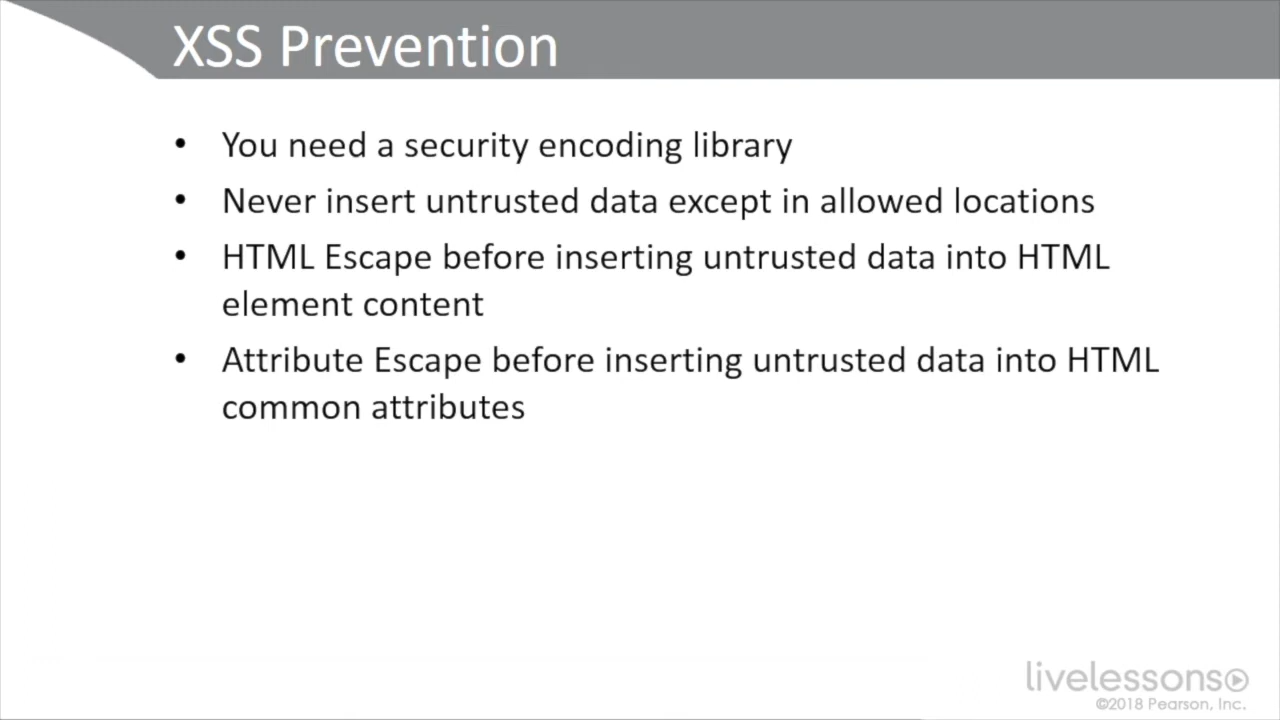 XSS Prevention
• You need a security encoding library
• Never insert untrusted data except in allowed locations
• HTML Escape before inserting untrusted data into HTML
element content
• Attribute Escape before inserting untrusted data into HTML
common attributes
livelessons
©2018 Pearson, Inc.